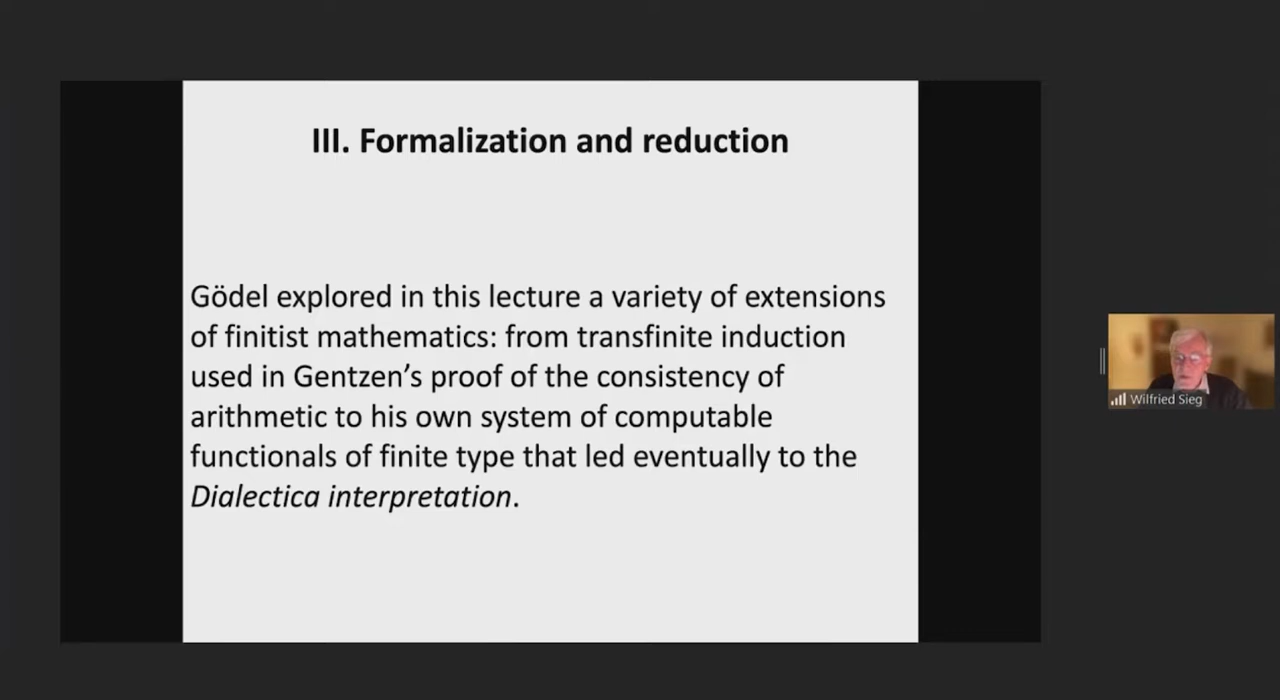 III. Formalization and reduction
Gödel explored in this lecture a variety of extensions
of finitist mathematics: from transfinite induction
used in Gentzen’s proof of the consistency of
arithmetic to his own system of computable
functionals of finite type that led eventually to the
Dialectica interpretation.
Wilfried Sieg